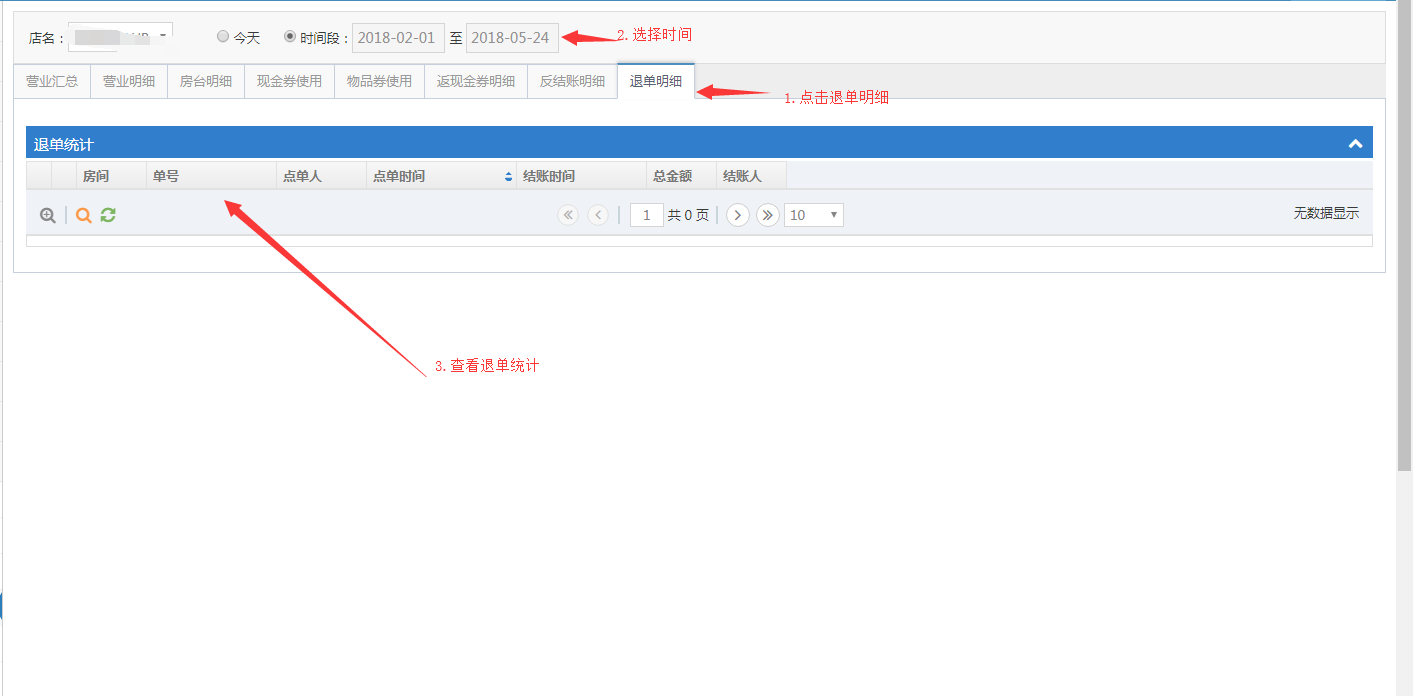 店名： 今天 时间段： 2018-02-01 至 2018-05-24 2. 选择时间
营业汇总 营业明细 房台明细 现金券使用 物品券使用 返现金券明细 反结账明细 退单明细
1. 点击退单明细
退单统计
房间 单号 点单人 点单时间 结账时间 总金额 结账人
1 共 0 页 10 无数据显示
3. 查看退单统计